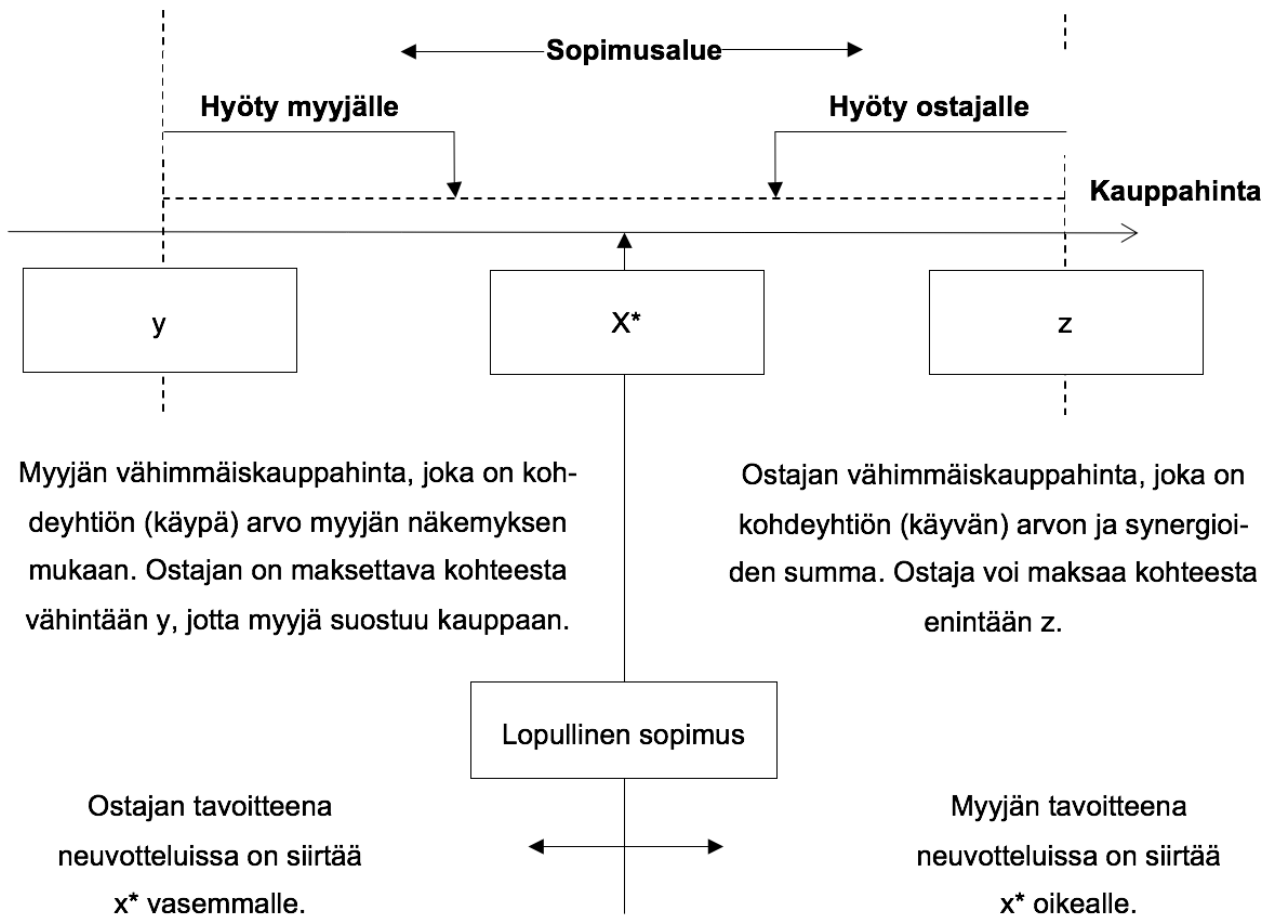 Sopimusalue
Hyöty myyjälle
Hyöty ostajalle
Kauppahinta
y
X*
z
Myyjän vähimmäiskauppahinta, joka on koh-
deyhtiön (käypä) arvo myyjän näkemyksen
mukaan. Ostajan on maksettava kohteesta
vähintään y, jotta myyjä suostuu kauppaan.
Ostajan vähimmäiskauppahinta, joka on
kohdeyhtiön (käyvän) arvon ja synergioi-
den summa. Ostaja voi maksaa kohteesta
enintään z.
Lopullinen sopimus
Ostajan tavoitteena
neuvotteluissa on siirtää
x* vasemmalle.
Myyjän tavoitteena
neuvotteluissa on siirtää
x* oikealle.